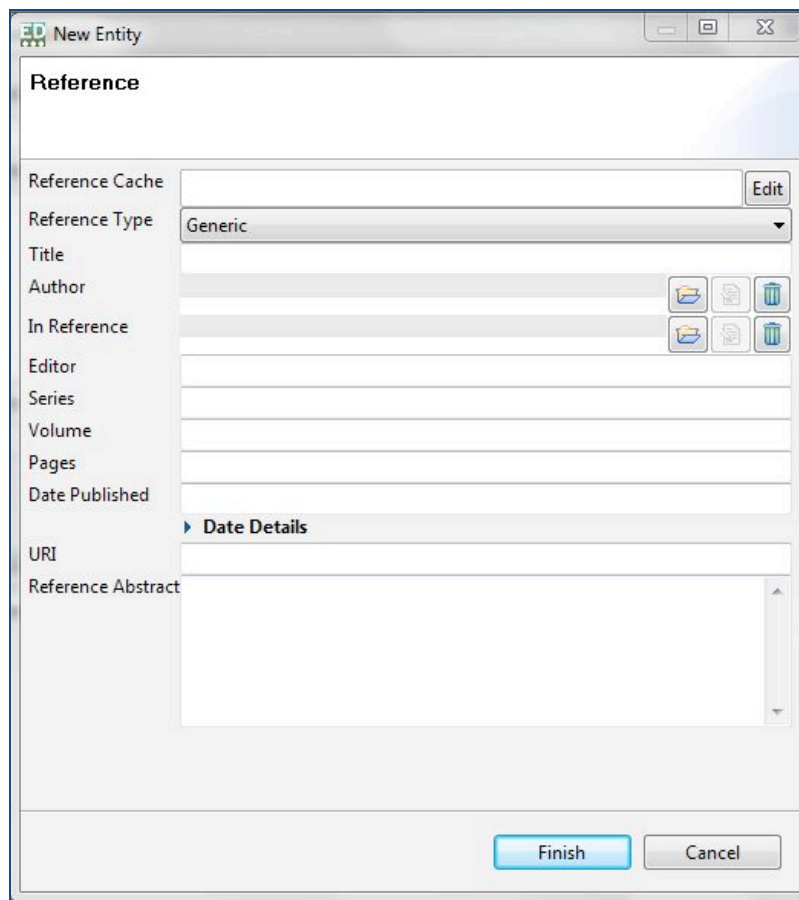 ED New Entity
Reference
Reference Cache Edit
Reference Type Generic
Title
Author
In Reference
Editor
Series
Volume
Pages
Date Published
Date Details
URI
Reference Abstract
Finish Cancel